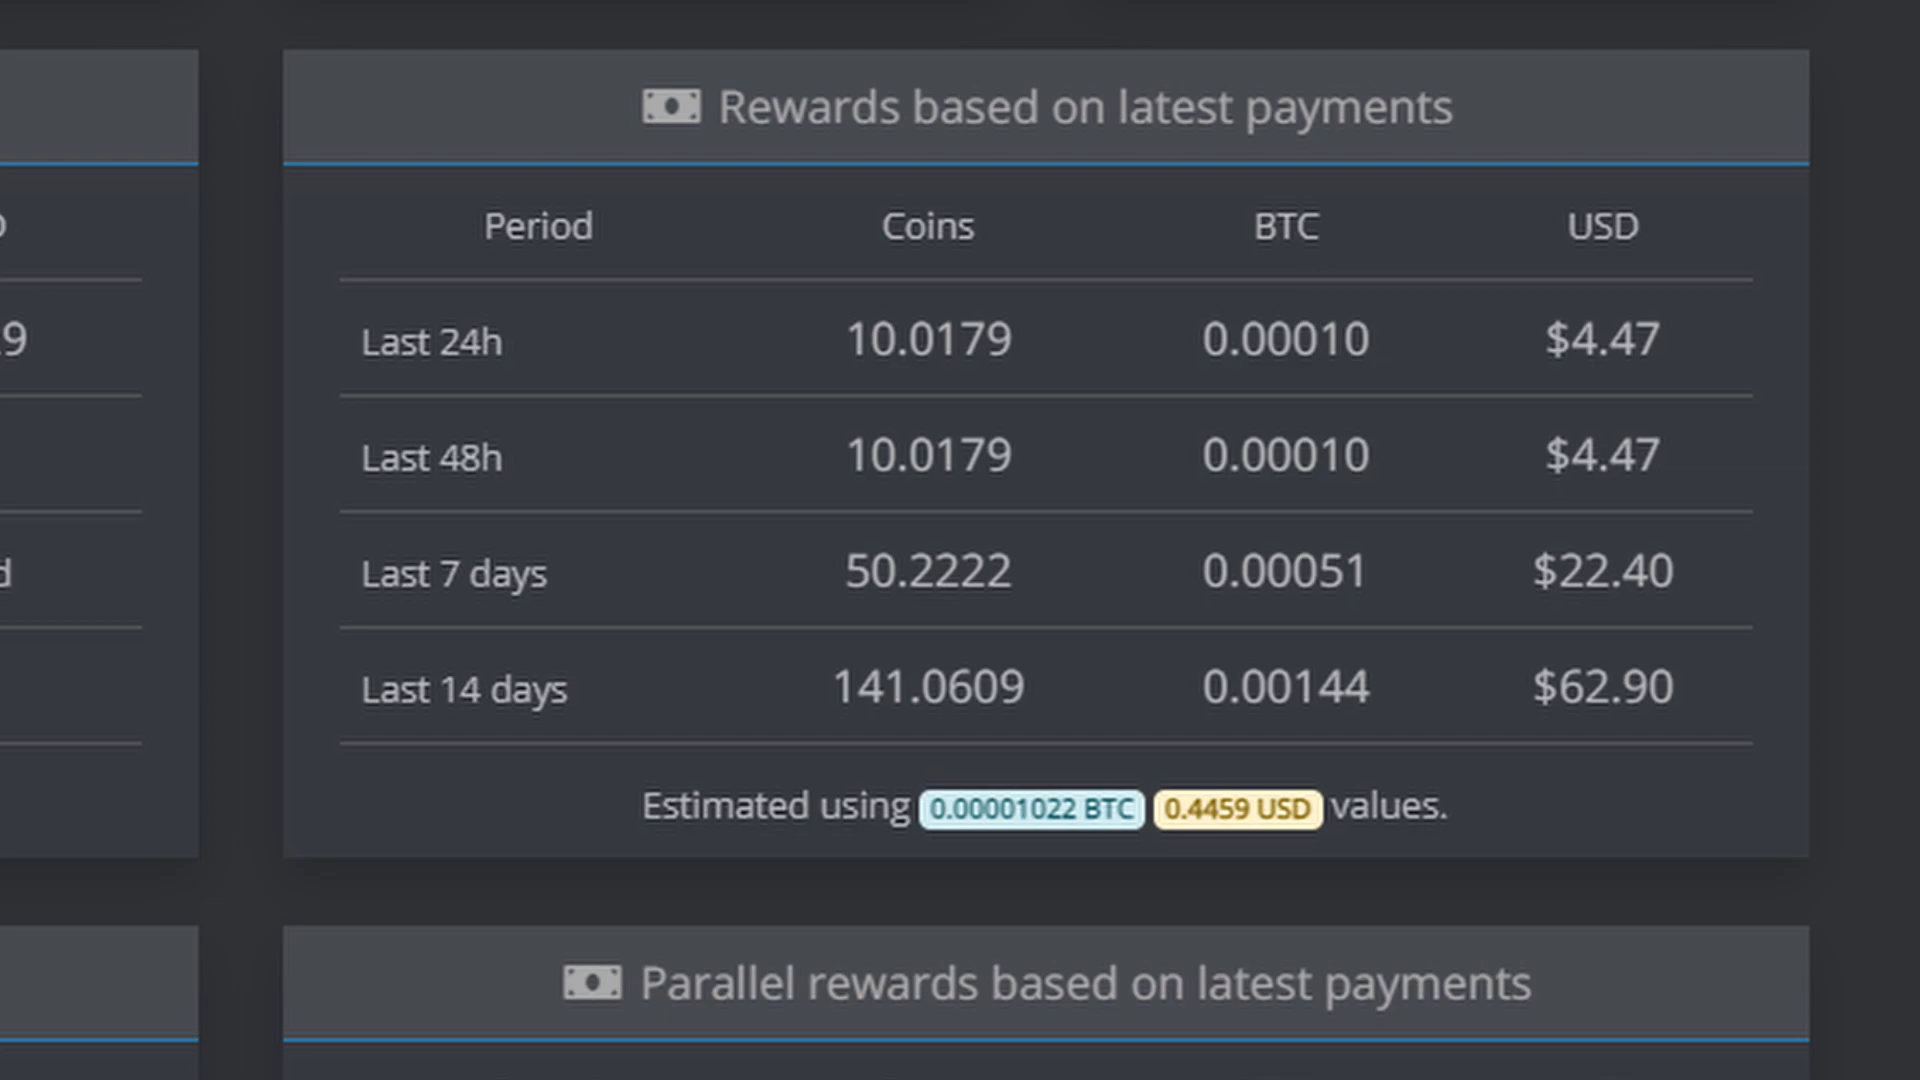 Rewards based on latest payments
Period Coins BTC USD
Last 24h 10.0179 0.00010 $4.47
Last 48h 10.0179 0.00010 $4.47
Last 7 days 50.2222 0.00051 $22.40
Last 14 days 141.0609 0.00144 $62.90
Estimated using 0.00001022 BTC 0.4459 USD values.
Parallel rewards based on latest payments